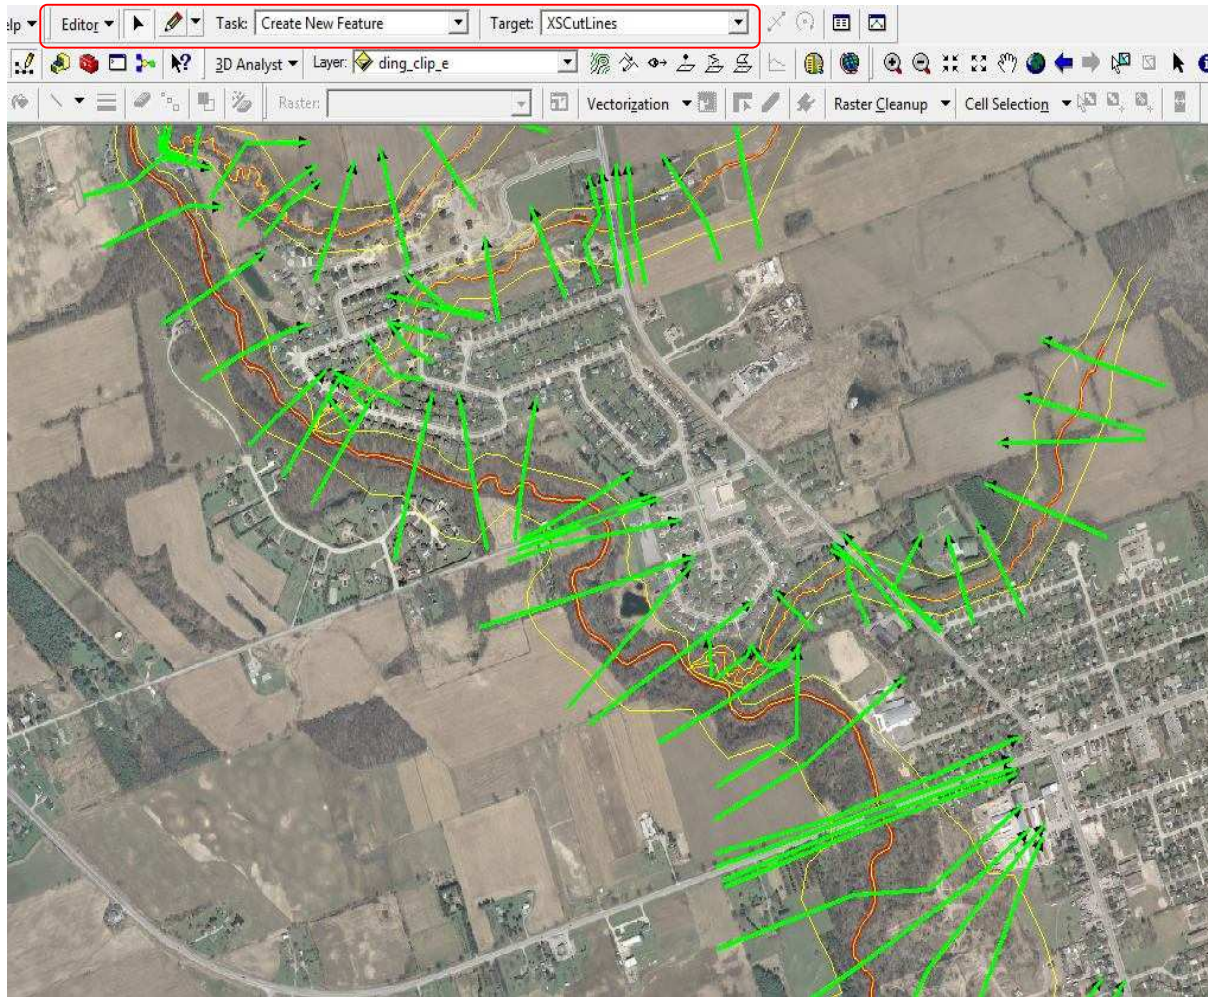 elp Editor Task: Create New Feature Target: XSCutLines
3D Analyst Layer: ding_clip_e
Raster: Vectorization Raster Cleanup Cell Selection